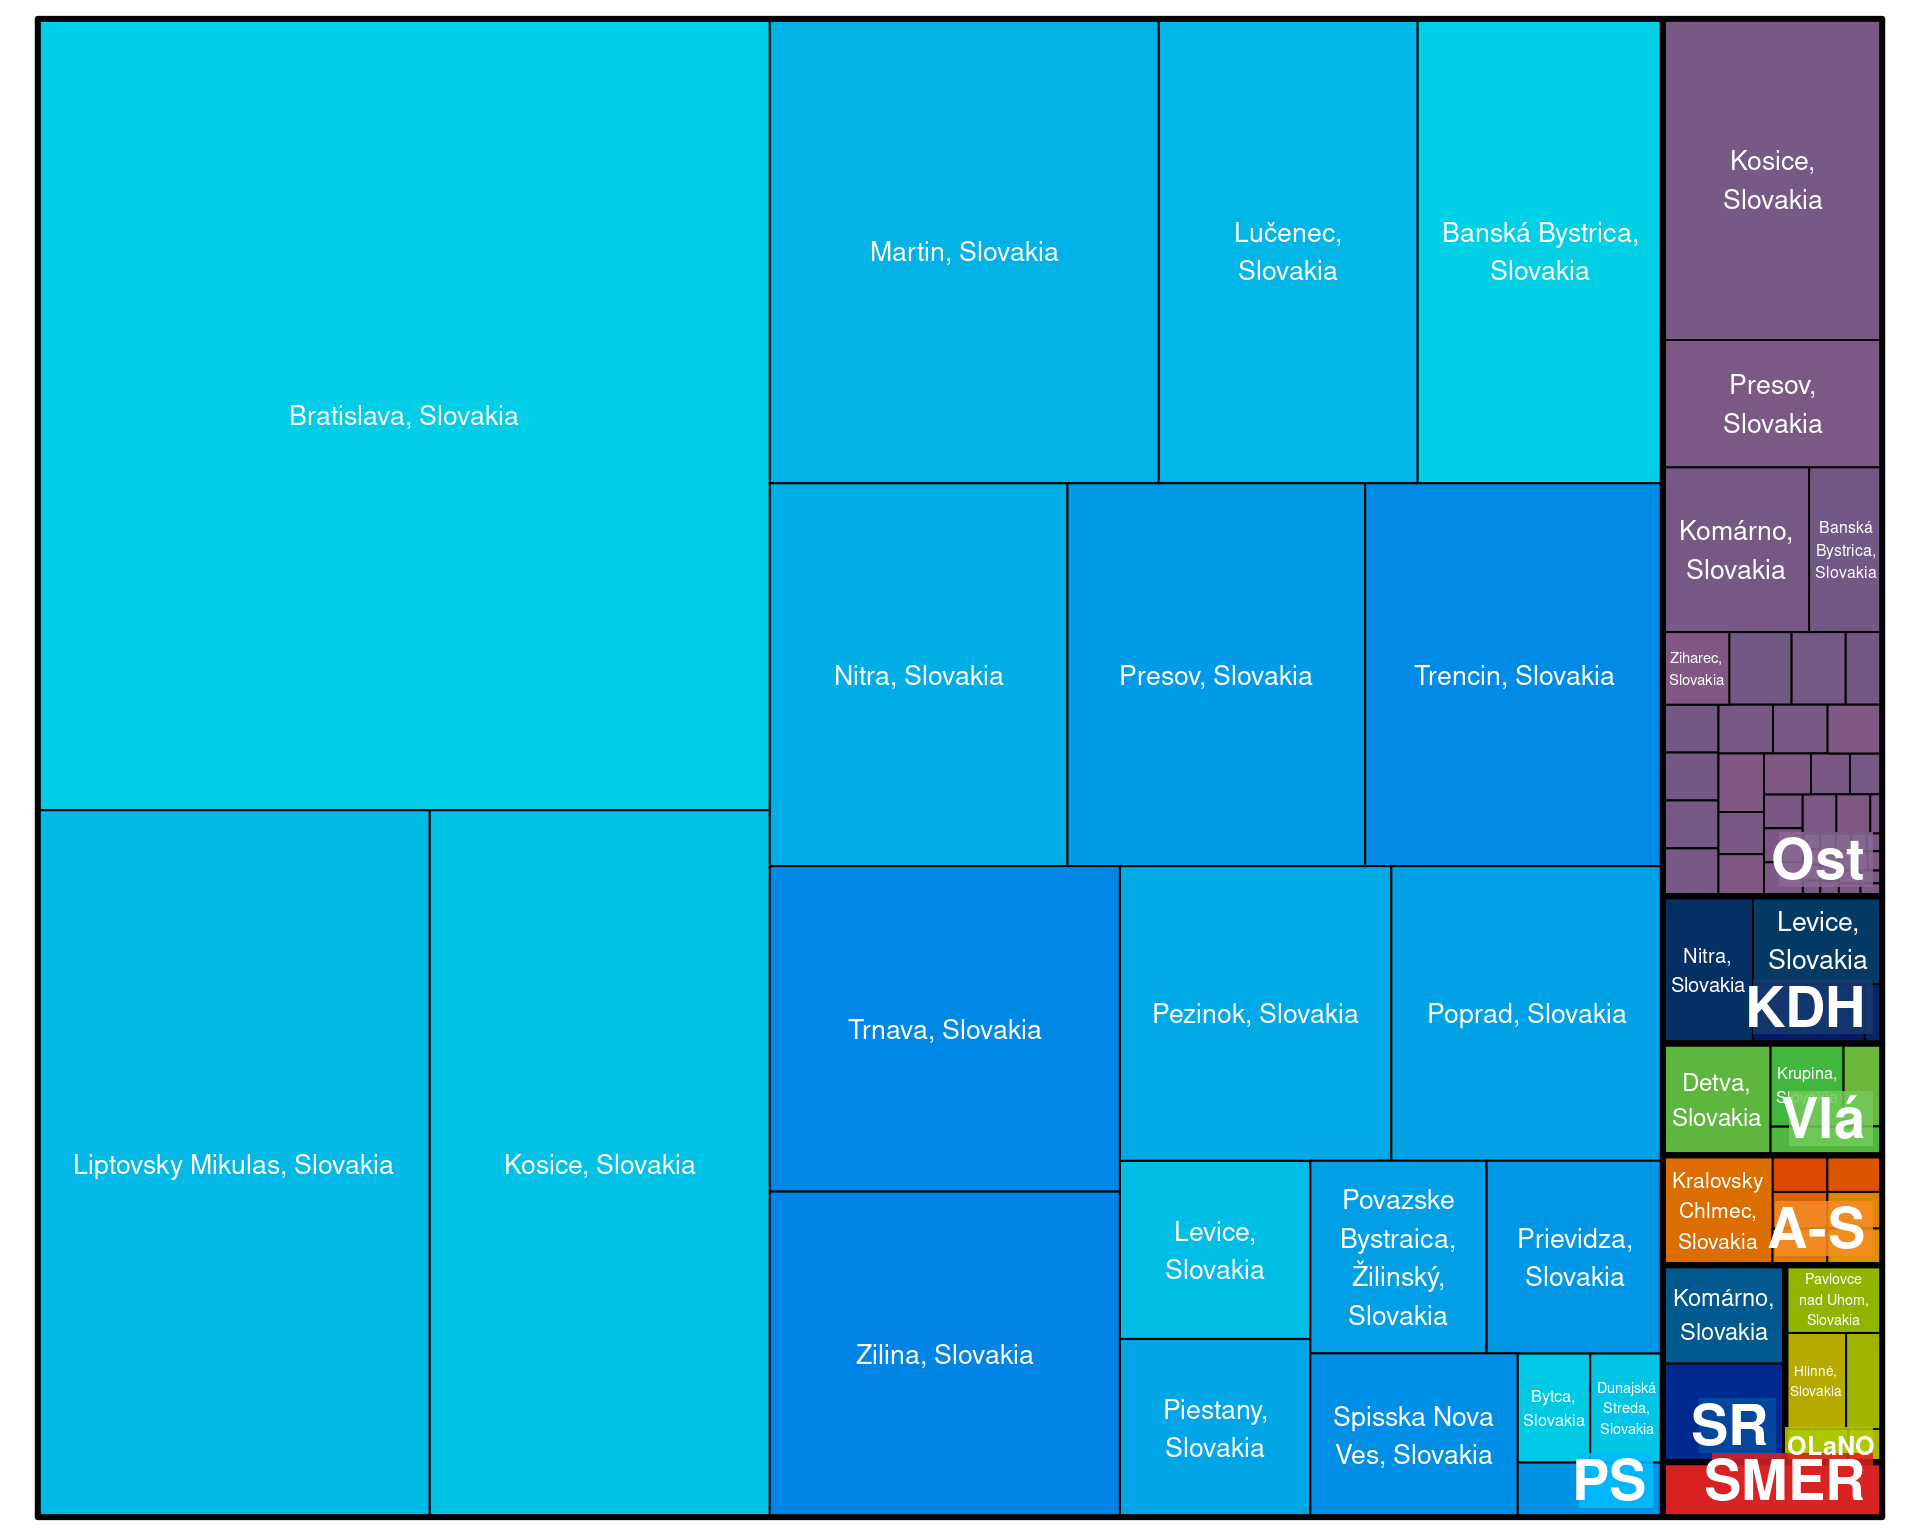 Bratislava, Slovakia
Liptovsky Mikulas, Slovakia
Kosice, Slovakia
Martin, Slovakia
Lučenec,
Slovakia
Banská Bystrica,
Slovakia
Nitra, Slovakia
Presov, Slovakia
Trencin, Slovakia
Trnava, Slovakia
Zilina, Slovakia
Pezinok, Slovakia
Poprad, Slovakia
Levice,
Slovakia
Piestany,
Slovakia
Povazske
Bystraica,
Žilinský,
Slovakia
Prievidza,
Slovakia
Spisska Nova
Ves, Slovakia
Bytca,
Slovakia
Dunajská
Streda,
Slovakia
PS
Kosice,
Slovakia
Presov,
Slovakia
Komárno,
Slovakia
Banská
Bystrica,
Slovakia
Ziharec,
Slovakia
Ost
Nitra,
Slovakia
Levice,
Slovakia
KDH
Detva,
Slovakia
Krupina,
Slovakia
Vlá
Kralovsky
Chlmec,
Slovakia
A-S
Komárno,
Slovakia
SR
Pavlovce
nad Uhom,
Slovakia
Hlinné,
Slovakia
OLaNO
SMER